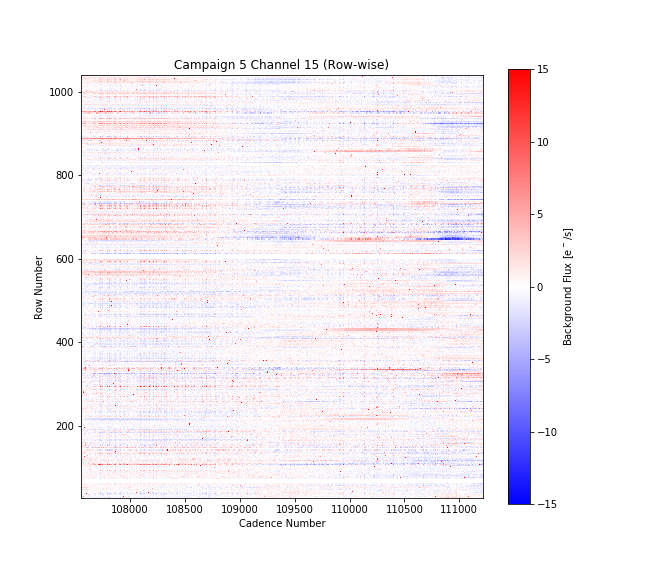 Campaign 5 Channel 15 (Row-wise)
1000
800
600
400
200
Row Number
108000 108500 109000 109500 110000 110500 111000
Cadence Number
15
10
5
0
−5
−10
−15
Background Flux [e⁻/s]